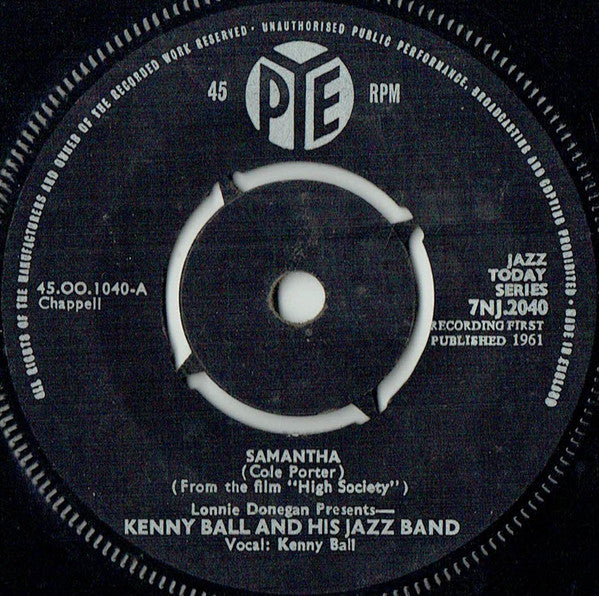 ALL RIGHTS OF THE MANUFACTURERS AND OWNER OF THE RECORDED WORK RESERVED · UNAUTHORISED PUBLIC PERFORMANCE, BROADCASTING AND COPYING PROHIBITED · MADE IN ENGLAND
45 PYE RPM
45.OO.1040-A
Chappell
JAZZ
TODAY
SERIES
7NJ.2040
RECORDING FIRST
PUBLISHED 1961
SAMANTHA
(Cole Porter)
(From the film "High Society")
Lonnie Donegan Presents—
KENNY BALL AND HIS JAZZ BAND
Vocal: Kenny Ball